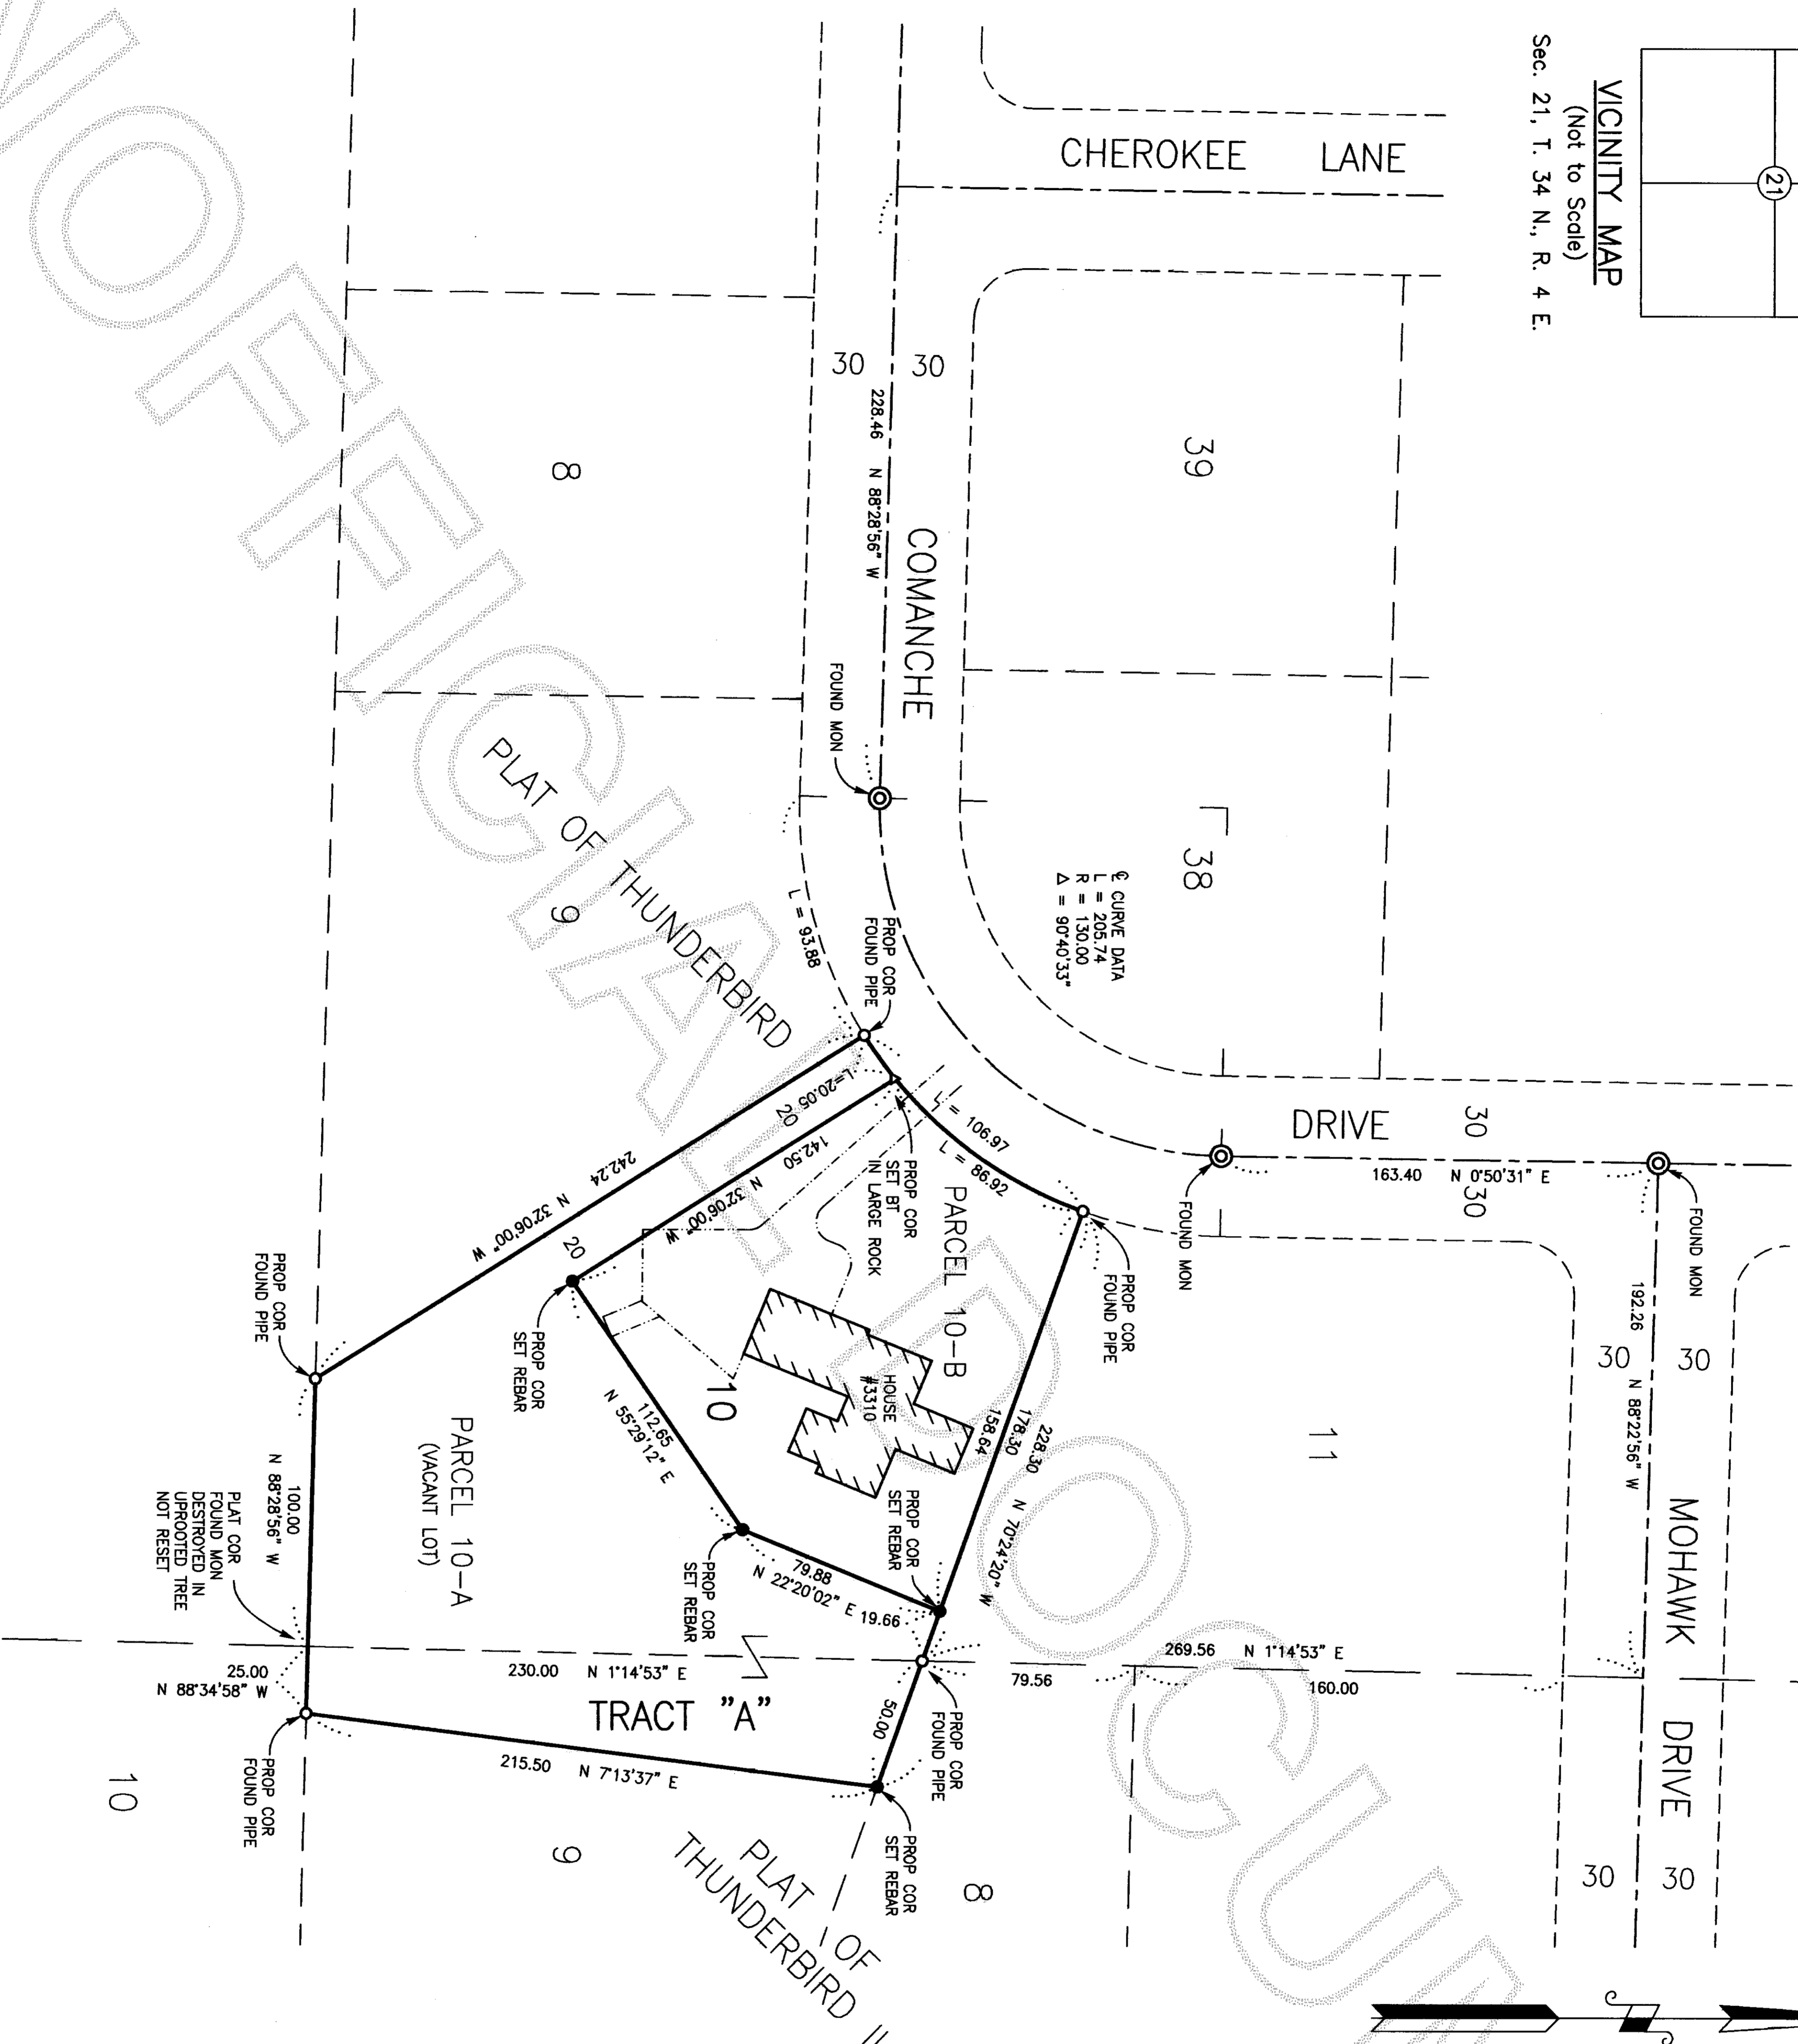 21
VICINITY MAP
(Not to Scale)
Sec. 21, T. 34 N., R. 4 E.
CHEROKEE LANE
30
30
228.46 N 88°28'56" W
COMANCHE
39
8
FOUND MON
38
℄ CURVE DATA
L = 205.74
R = 130.00
Δ = 90°40'33"
PLAT OF THUNDERBIRD
9
L = 93.88
PROP COR
FOUND PIPE
DRIVE
30
30
163.40 N 0°50'31" E
FOUND MON
FOUND MON
L=20.05
20
L = 106.97
L = 86.92
PROP COR
SET BT
IN LARGE ROCK
PARCEL 10-B
142.50
N 32°06'00" W
242.24 N 32°06'00" W
20
PROP COR
FOUND PIPE
192.26 N 88°22'56" W
30
30
MOHAWK DRIVE
30
30
HOUSE
#3310
10
11
158.64
178.30
228.30 N 70°24'20" W
PROP COR
FOUND PIPE
PROP COR
SET REBAR
112.65
N 55°29'12" E
PROP COR
SET REBAR
PARCEL 10-A
(VACANT LOT)
100.00
N 88°28'56" W
PLAT COR
FOUND MON
DESTROYED IN
UPROOTED TREE
NOT RESET
79.88
N 22°20'02" E
19.66
PROP COR
SET REBAR
25.00
N 88°34'58" W
230.00 N 1°14'53" E
79.56
269.56 N 1°14'53" E
160.00
TRACT "A"
50.00
PROP COR
FOUND PIPE
215.50 N 7°13'37" E
PROP COR
FOUND PIPE
PROP COR
SET REBAR
10
9
8
PLAT OF
THUNDERBIRD II
UNOFFICIAL DOCUM